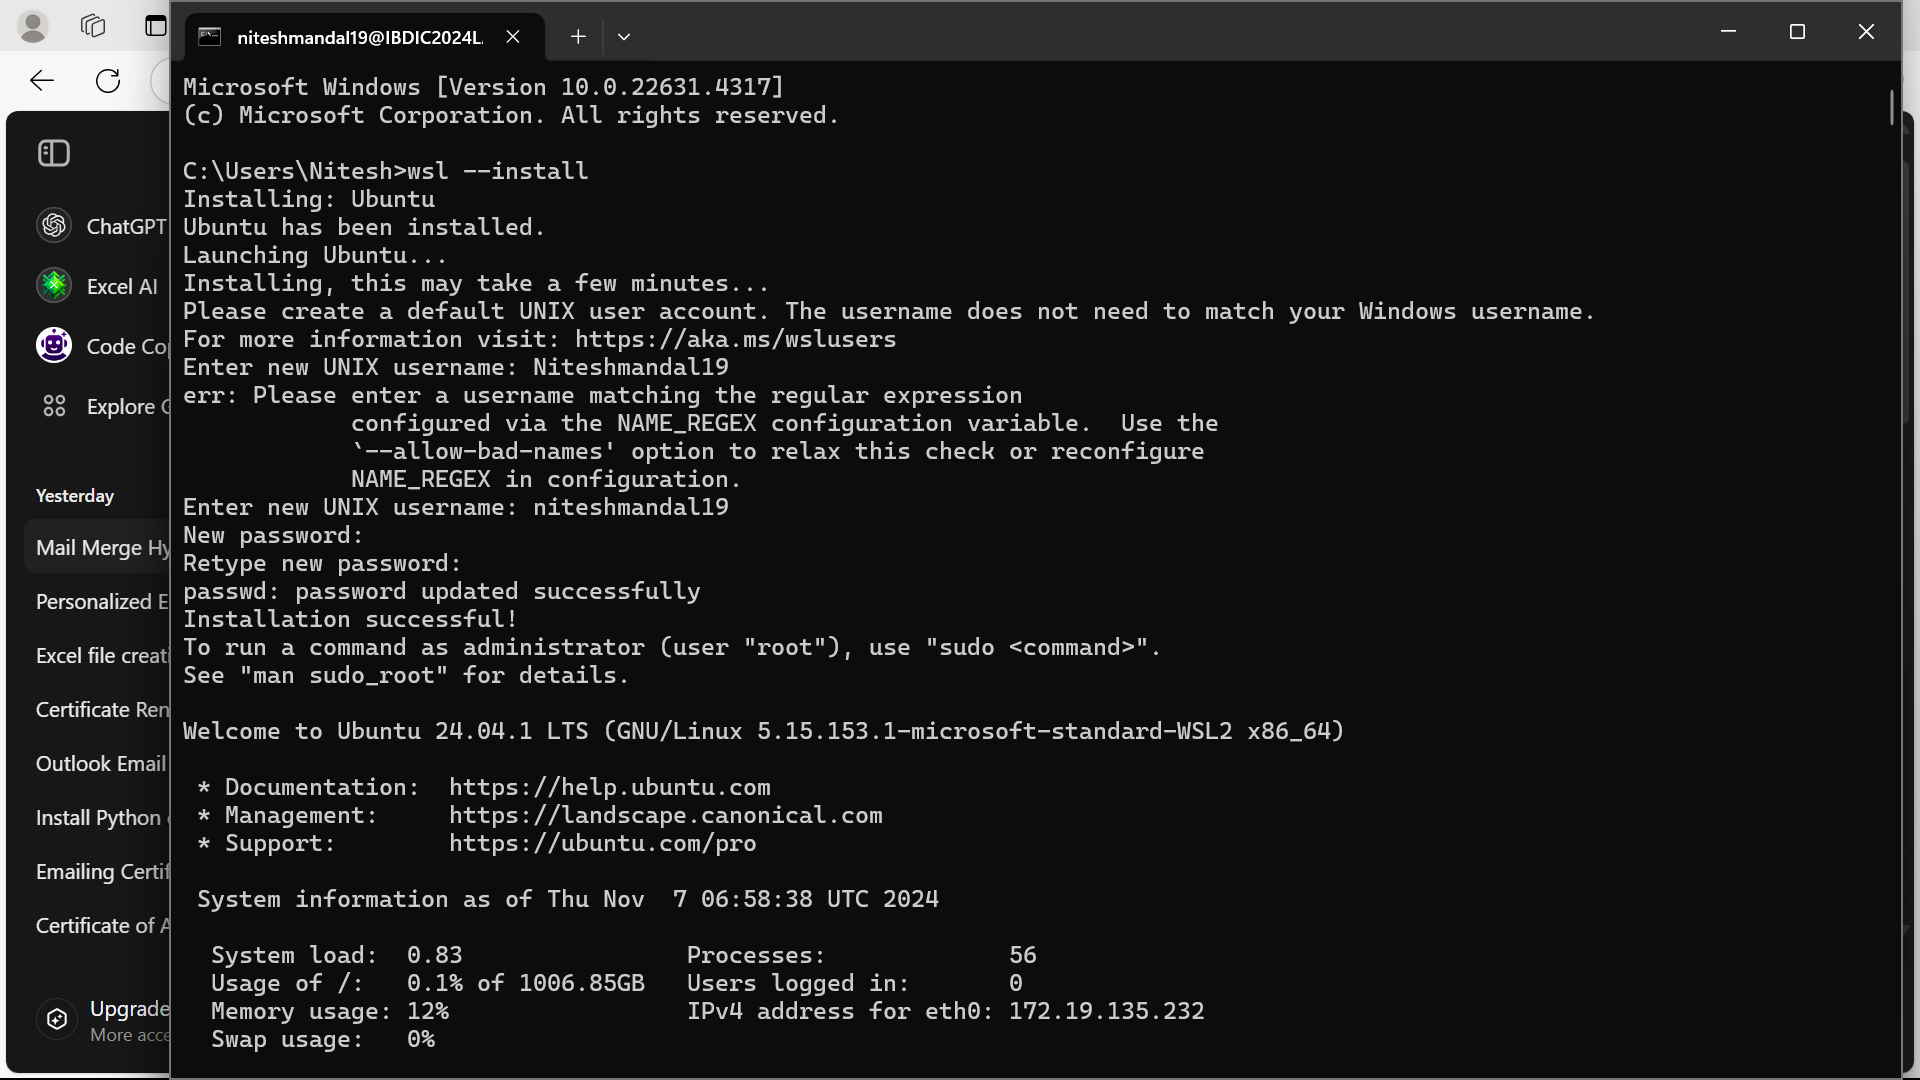 niteshmandal19@IBDIC2024L
Microsoft Windows [Version 10.0.22631.4317]
(c) Microsoft Corporation. All rights reserved.
C:\Users\Nitesh>wsl --install
Installing: Ubuntu
Ubuntu has been installed.
Launching Ubuntu...
Installing, this may take a few minutes...
Please create a default UNIX user account. The username does not need to match your Windows username.
For more information visit: https://aka.ms/wslusers
Enter new UNIX username: Niteshmandal19
err: Please enter a username matching the regular expression
configured via the NAME_REGEX configuration variable.  Use the
`--allow-bad-names' option to relax this check or reconfigure
NAME_REGEX in configuration.
Enter new UNIX username: niteshmandal19
New password:
Retype new password:
passwd: password updated successfully
Installation successful!
To run a command as administrator (user "root"), use "sudo <command>".
See "man sudo_root" for details.
Welcome to Ubuntu 24.04.1 LTS (GNU/Linux 5.15.153.1-microsoft-standard-WSL2 x86_64)
* Documentation:  https://help.ubuntu.com
* Management:     https://landscape.canonical.com
* Support:        https://ubuntu.com/pro
System information as of Thu Nov  7 06:58:38 UTC 2024
System load:  0.83                Processes:             56
Usage of /:   0.1% of 1006.85GB   Users logged in:       0
Memory usage: 12%                 IPv4 address for eth0: 172.19.135.232
Swap usage:   0%
ChatGPT
Excel AI
Code
Explore
Yesterday
Mail Merge
Personalized
Excel file
Certificate
Outlook Email
Install Python
Emailing
Certificate of
Upgrade
More